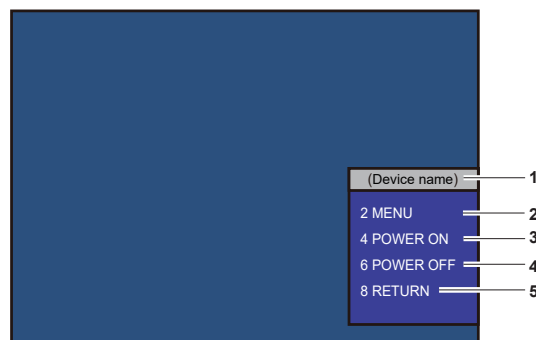 (Device name)
1
2 MENU
2
4 POWER ON
3
6 POWER OFF
4
8 RETURN
5